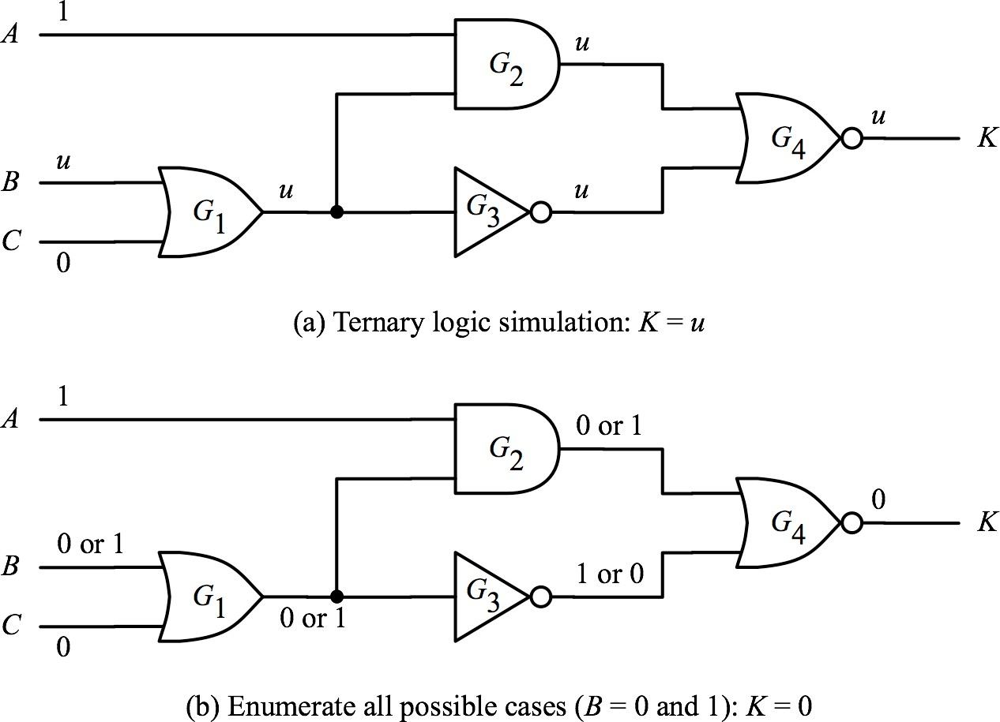 1
A
G2
u
u
G4
K
u
B
u
G3
u
G1
C
0
(a) Ternary logic simulation: K = u
1
A
0 or 1
G2
0
G4
K
0 or 1
B
1 or 0
G3
G1
0 or 1
C
0
(b) Enumerate all possible cases (B = 0 and 1): K = 0